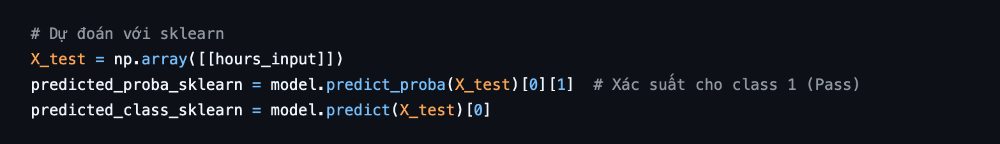 # Dự đoán với sklearn
X_test = np.array([[hours_input]])
predicted_proba_sklearn = model.predict_proba(X_test)[0][1]  # Xác suất cho class 1 (Pass)
predicted_class_sklearn = model.predict(X_test)[0]